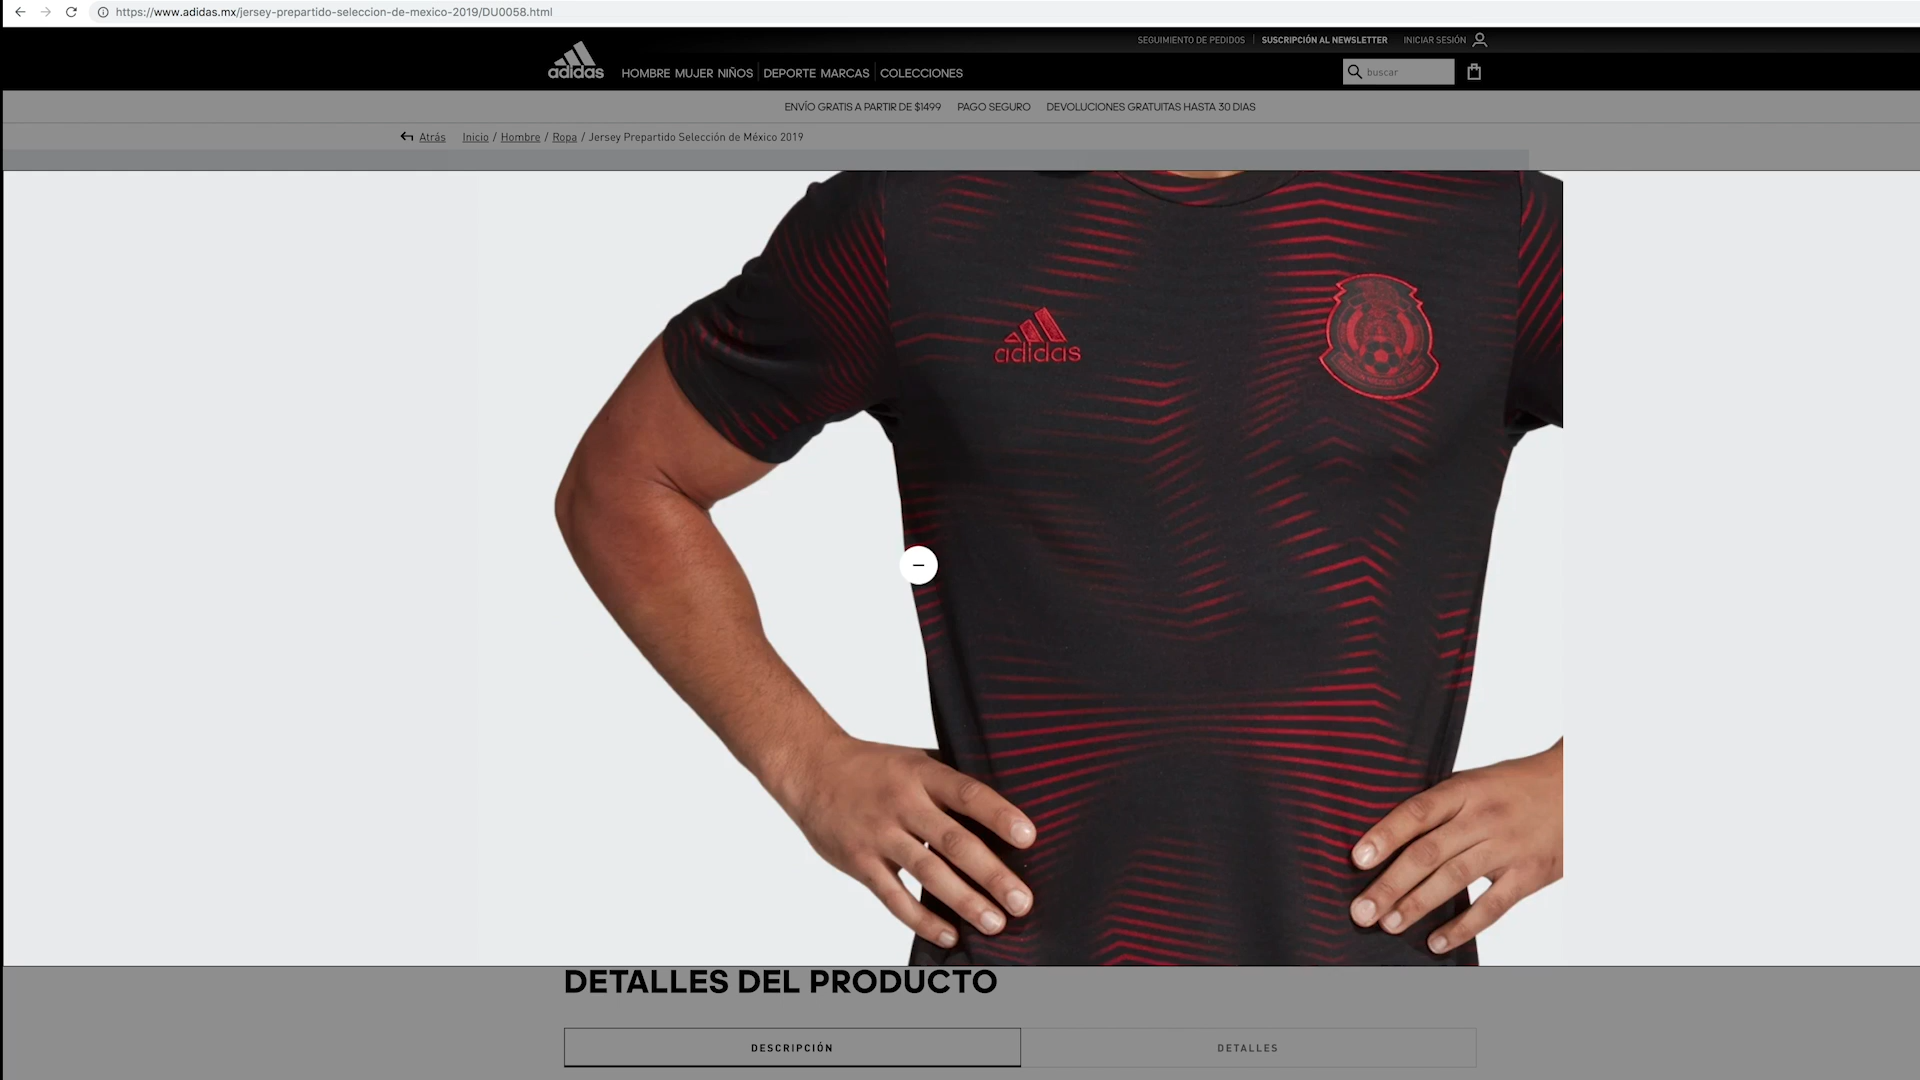 https://www.adidas.mx/jersey-prepartido-seleccion-de-mexico-2019/DU0058.html
SEGUIMIENTO DE PEDIDOS | SUSCRIPCIÓN AL NEWSLETTER INICIAR SESIÓN
adidas
HOMBRE MUJER NIÑOS | DEPORTE MARCAS | COLECCIONES
buscar
ENVÍO GRATIS A PARTIR DE $1499 PAGO SEGURO DEVOLUCIONES GRATUITAS HASTA 30 DIAS
Atrás Inicio / Hombre / Ropa / Jersey Prepartido Selección de México 2019
adidas
DETALLES DEL PRODUCTO
DESCRIPCIÓN
DETALLES